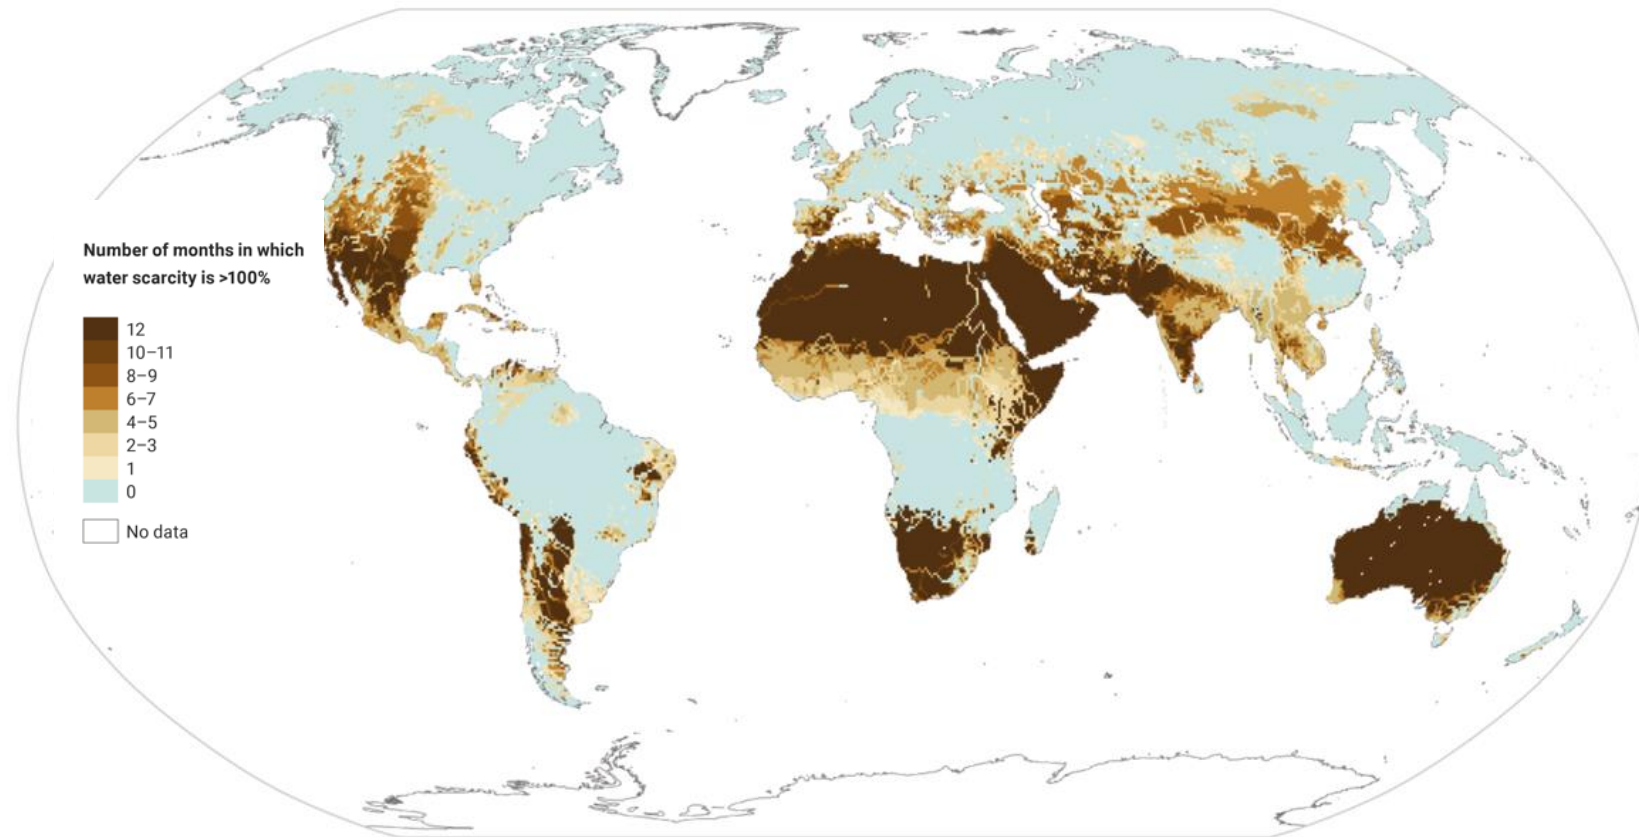 Number of months in which
water scarcity is >100%
12
10–11
8–9
6–7
4–5
2–3
1
0
No data